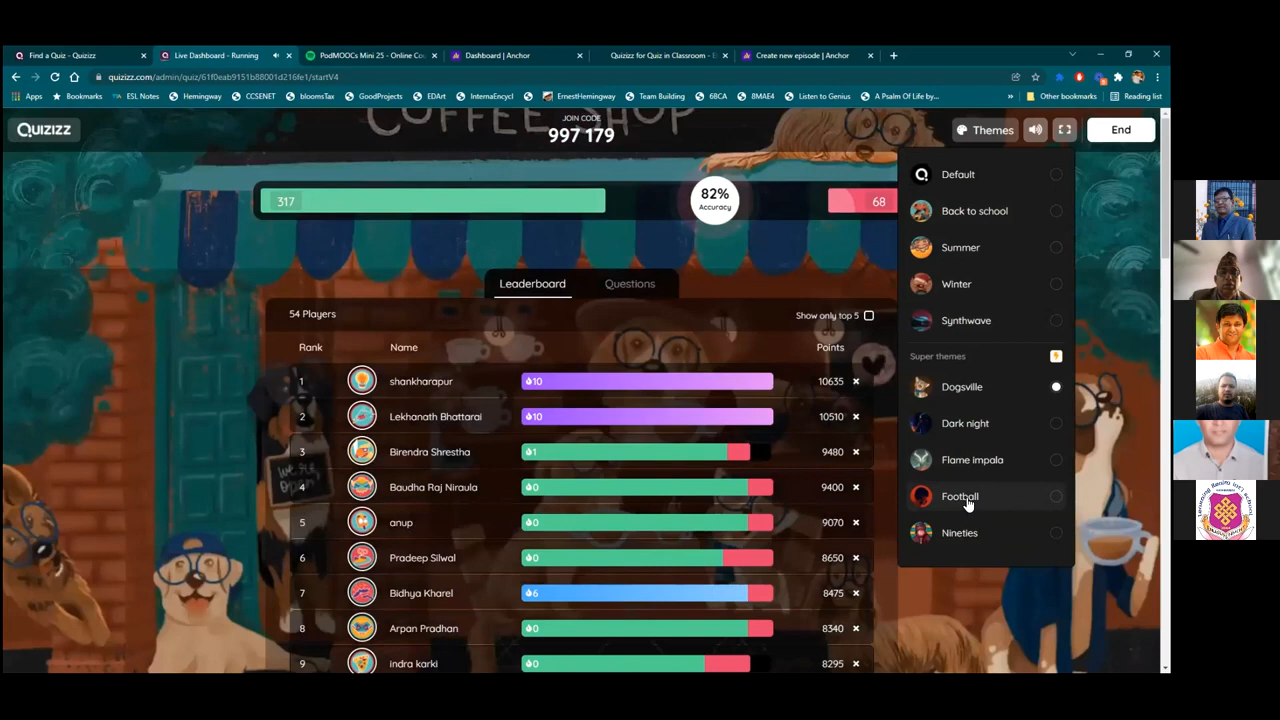 Find a Quiz - Quizizz
Live Dashboard - Running
PodMOOCs Mini 25 - Online Co
Dashboard | Anchor
Quizizz for Quiz in Classroom - E
Create new episode | Anchor
quizizz.com/admin/quiz/61f0eab9151b88001d216fe1/startV4
Apps
Bookmarks
ESL Notes
Hemingway
CCSENET
bloomsTax
GoodProjects
EDArt
InternaEncycl
ErnestHemingway
Team Building
6BCA
8MAE4
Listen to Genius
A Psalm Of Life by...
»
Other bookmarks
Reading list
COFFEE SHOP
Quizizz
JOIN CODE
997 179
Themes
End
317
82%
Accuracy
68
Leaderboard
Questions
54 Players
Show only top 5
Rank
Name
Points
1 shankharapur 10 10635
2 Lekhanath Bhattarai 10 10510
3 Birendra Shrestha 1 9480
4 Baudha Raj Niraula 0 9400
5 anup 0 9070
6 Pradeep Silwal 0 8650
7 Bidhya Kharel 6 8475
8 Arpan Pradhan 0 8340
9 indra karki 0 8295
Default
Back to school
Summer
Winter
Synthwave
Super themes
Dogsville
Dark night
Flame impala
Football
Nineties